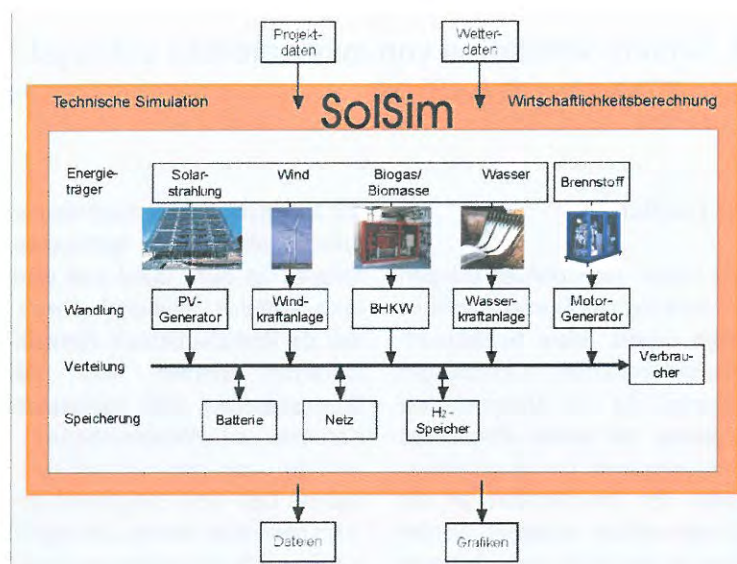 Projekt-
daten
Wetter-
daten
Technische Simulation
SolSim
Wirtschaftlichkeitsberechnung
Energie-
träger
Solar-
strahlung
Wind
Biogas/
Biomasse
Wasser
Brennstoff
Wandlung
PV-
Generator
Wind-
kraftanlage
BHKW
Wasser-
kraftanlage
Motor-
Generator
Verteilung
Verbrau-
cher
Speicherung
Batterie
Netz
H2-
Speicher
Dateien
Grafiken